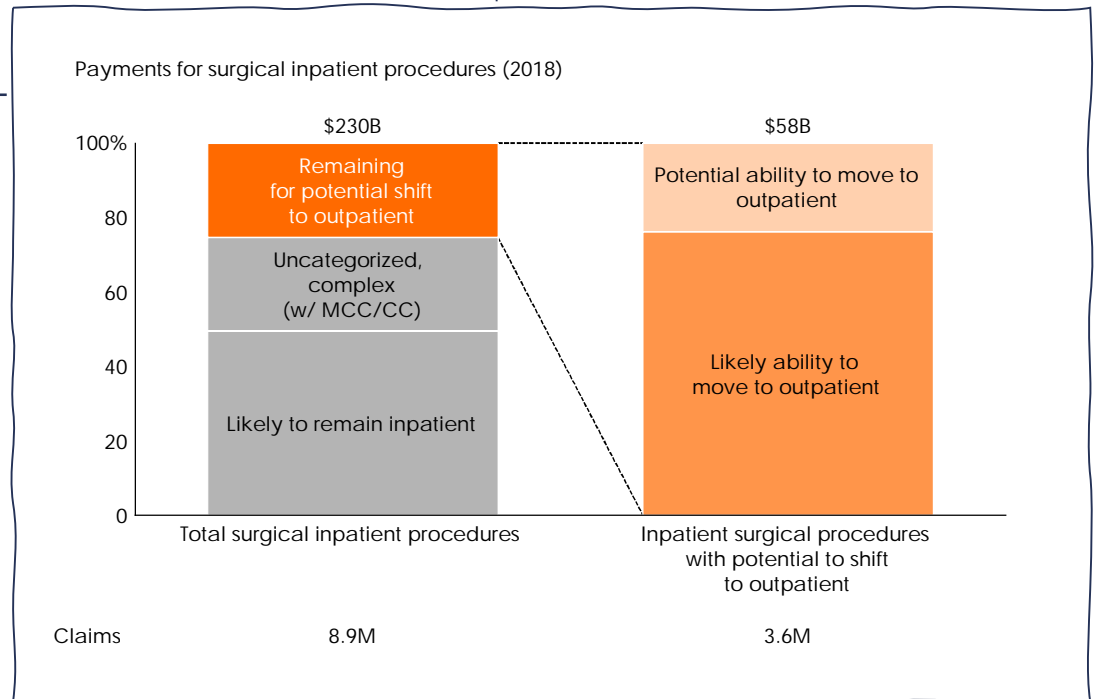 Payments for surgical inpatient procedures (2018)
$230B
$58B
100%
80
60
40
20
0
Remaining
for potential shift
to outpatient
Uncategorized,
complex
(w/ MCC/CC)
Likely to remain inpatient
Potential ability to move to
outpatient
Likely ability to
move to outpatient
Total surgical inpatient procedures
Inpatient surgical procedures
with potential to shift
to outpatient
Claims
8.9M
3.6M